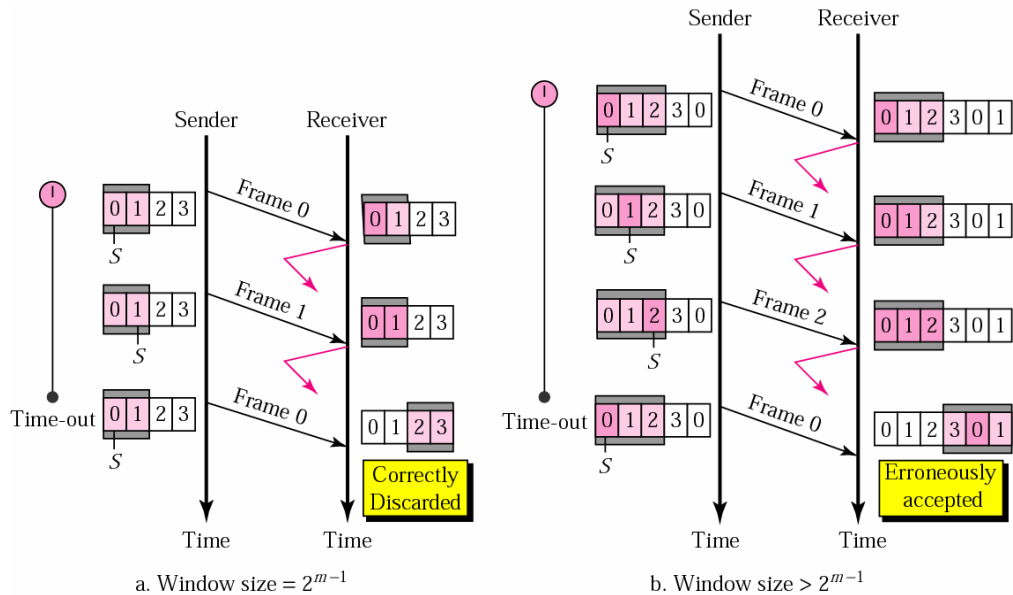 Sender Receiver
0 1 2 3
Frame 0
0 1 2 3
S
0 1 2 3
Frame 1
0 1 2 3
S
Time-out
0 1 2 3
Frame 0
0 1 2 3
S
Correctly
Discarded
Time Time
a. Window size = 2^{m−1}
Sender Receiver
0 1 2 3 0
Frame 0
0 1 2 3 0 1
S
0 1 2 3 0
Frame 1
0 1 2 3 0 1
S
0 1 2 3 0
Frame 2
0 1 2 3 0 1
S
Time-out
0 1 2 3 0
Frame 0
0 1 2 3 0 1
S
Erroneously
accepted
Time Time
b. Window size > 2^{m−1}